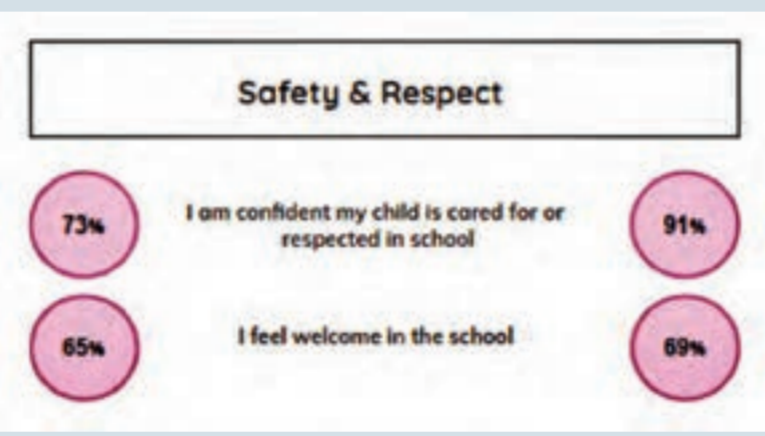 Safety & Respect
73%
I am confident my child is cared for or
respected in school
91%
65%
I feel welcome in the school
69%